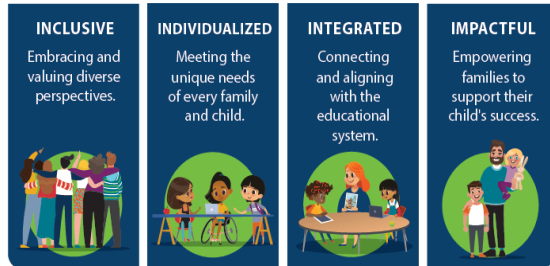 INCLUSIVE
Embracing and
valuing diverse
perspectives.
INDIVIDUALIZED
Meeting the
unique needs
of every family
and child.
INTEGRATED
Connecting
and aligning
with the
educational
system.
IMPACTFUL
Empowering
families to
support their
child's success.